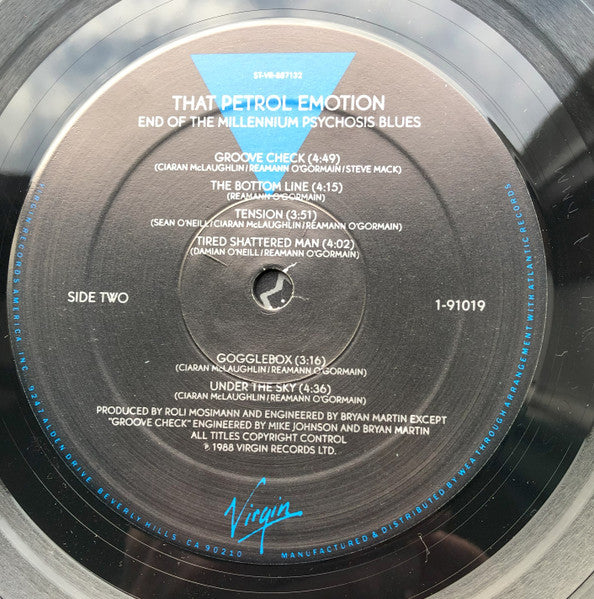 ST-VR-887132
THAT PETROL EMOTION
END OF THE MILLENNIUM PSYCHOSIS BLUES
GROOVE CHECK (4:49)
(CIARAN McLAUGHLIN/REAMANN O'GORMAIN/STEVE MACK)
THE BOTTOM LINE (4:15)
(REAMANN O'GORMAIN)
TENSION (3:51)
(SEAN O'NEILL/CIARAN McLAUGHLIN/REAMANN O'GORMAIN)
TIRED SHATTERED MAN (4:02)
(DAMIAN O'NEILL/REAMANN O'GORMAIN)
SIDE TWO
1-91019
GOGGLEBOX (3:16)
(CIARAN McLAUGHLIN/REAMANN O'GORMAIN)
UNDER THE SKY (4:36)
(CIARAN McLAUGHLIN/REAMANN O'GORMAIN)
PRODUCED BY ROLI MOSIMANN AND ENGINEERED BY BRYAN MARTIN EXCEPT
"GROOVE CHECK" ENGINEERED BY MIKE JOHNSON AND BRYAN MARTIN
ALL TITLES COPYRIGHT CONTROL
℗ 1988 VIRGIN RECORDS LTD.
Virgin
VIRGIN RECORDS AMERICA, INC. 9247 ALDEN DRIVE, BEVERLY HILLS, CA 90210
MANUFACTURED & DISTRIBUTED BY WEA THROUGH ARRANGEMENT WITH ATLANTIC RECORDS